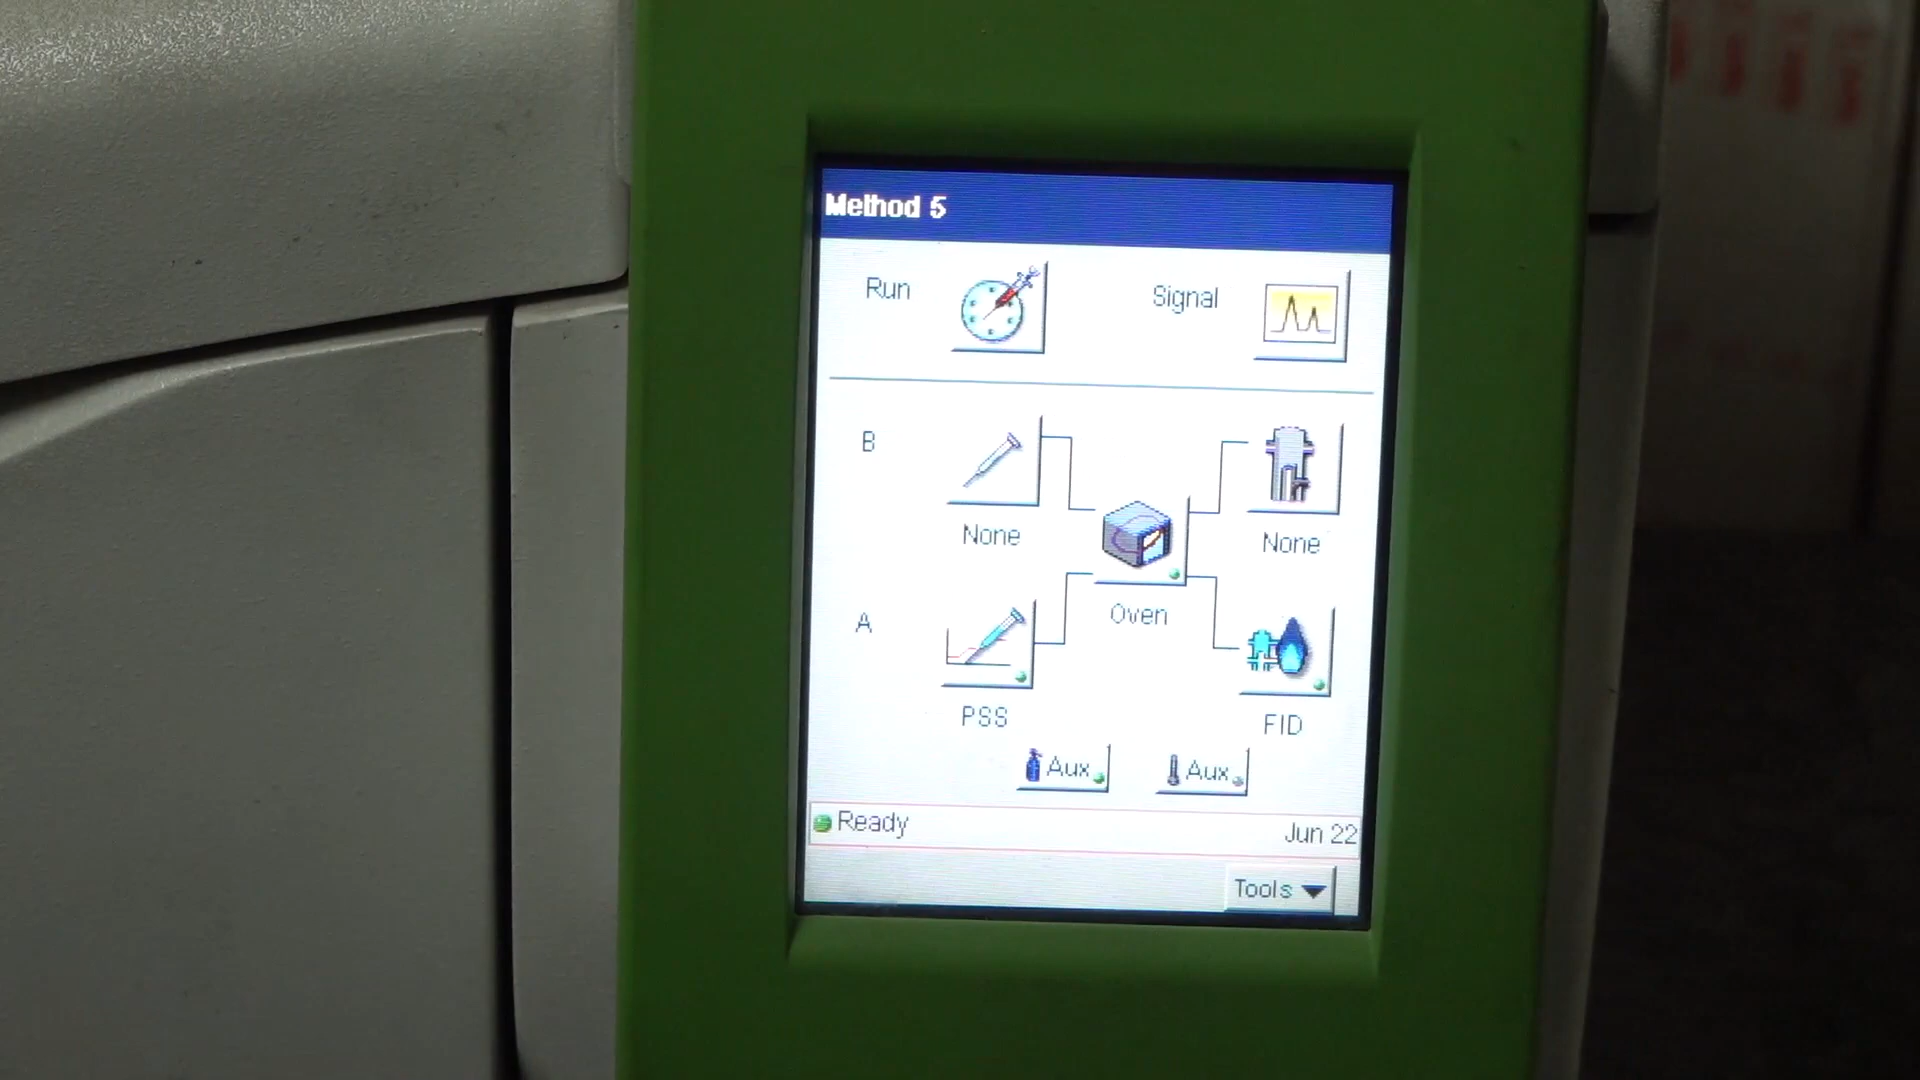 Method 5
Run
Signal
B
None
None
Oven
A
PSS
FID
Aux
Aux
Ready
Jun 22
Tools